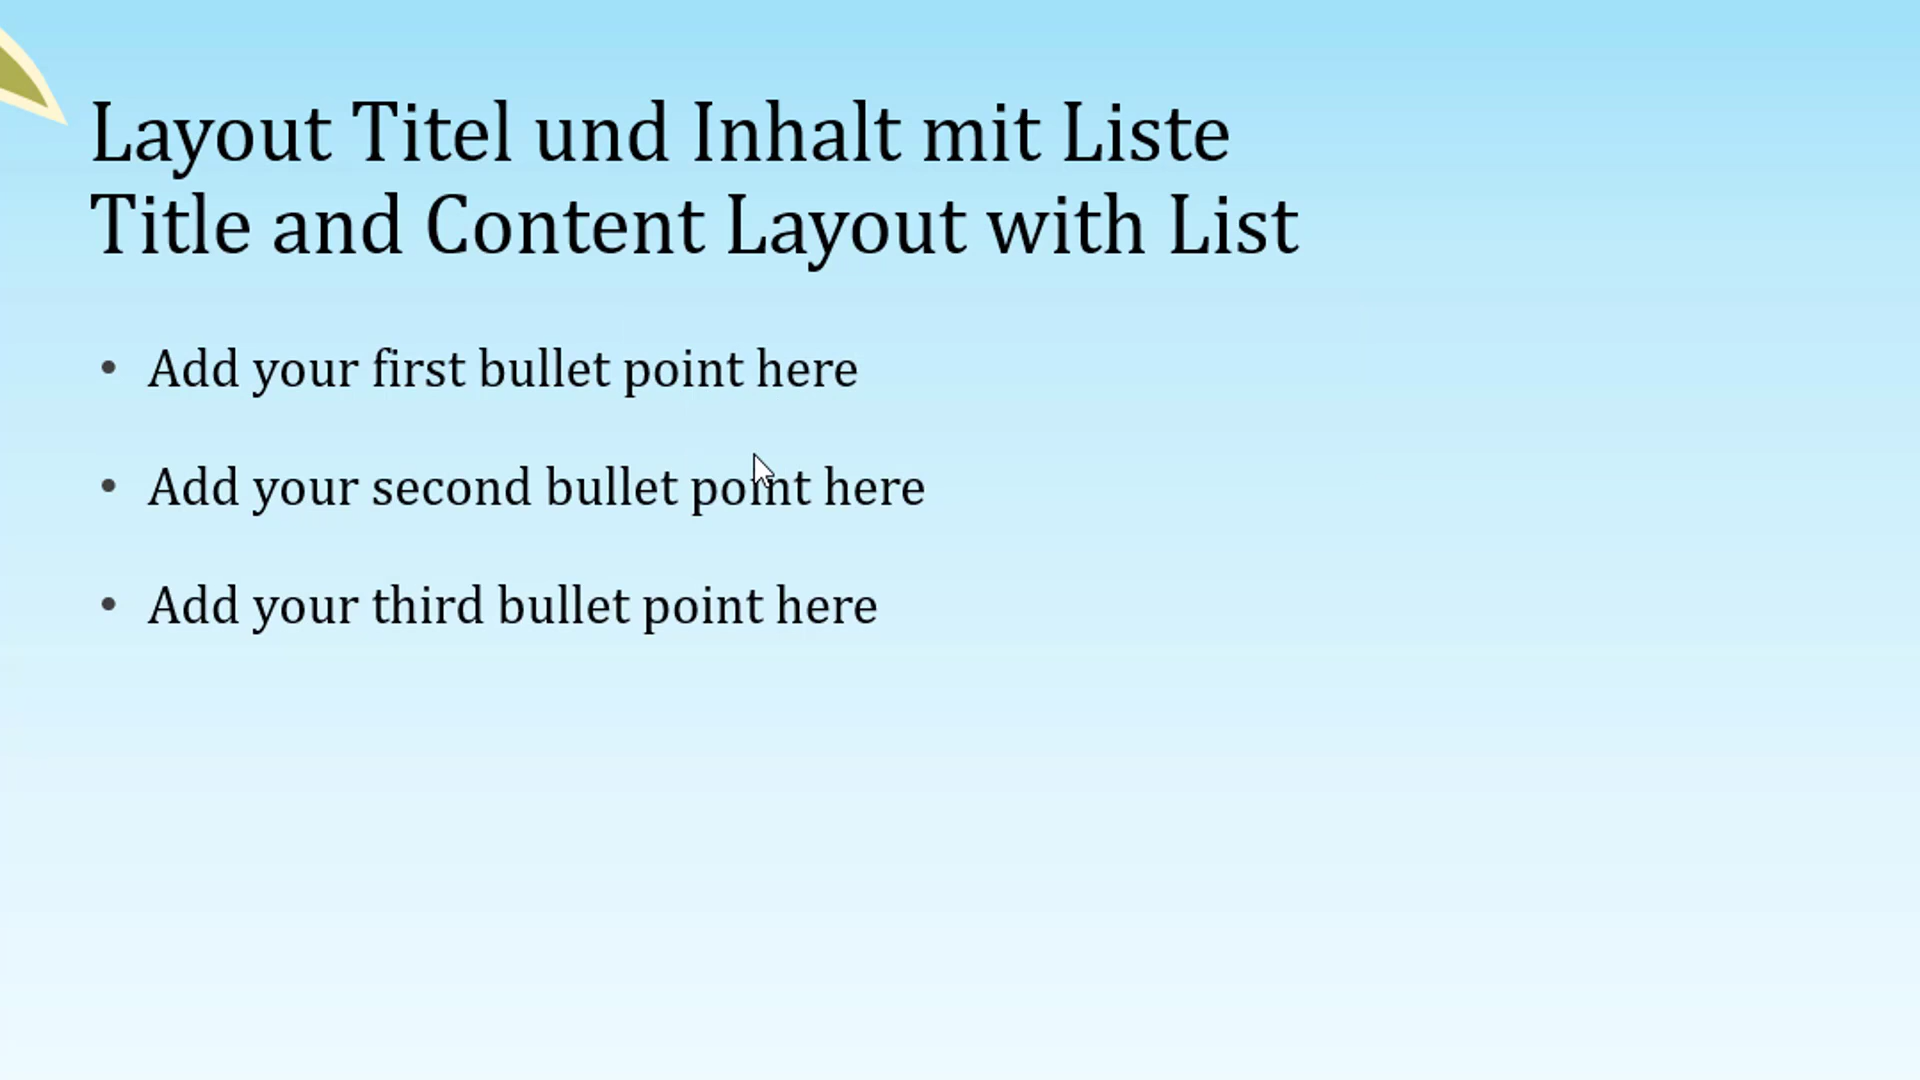 Layout Titel und Inhalt mit Liste
Title and Content Layout with List
• Add your first bullet point here
• Add your second bullet point here
• Add your third bullet point here